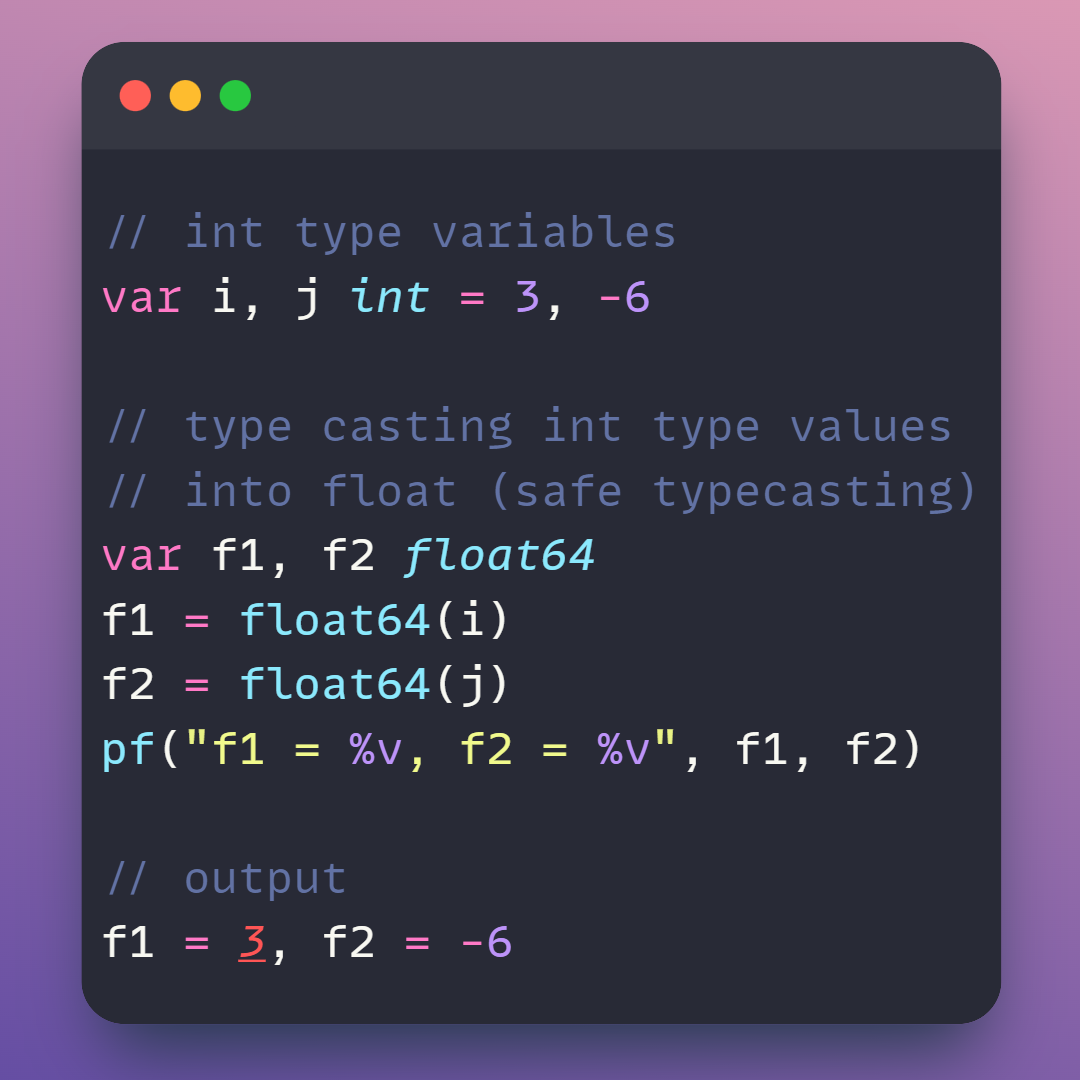 // int type variables
var i, j int = 3, -6
// type casting int type values
// into float (safe typecasting)
var f1, f2 float64
f1 = float64(i)
f2 = float64(j)
pf("f1 = %v, f2 = %v", f1, f2)
// output
f1 = 3, f2 = -6